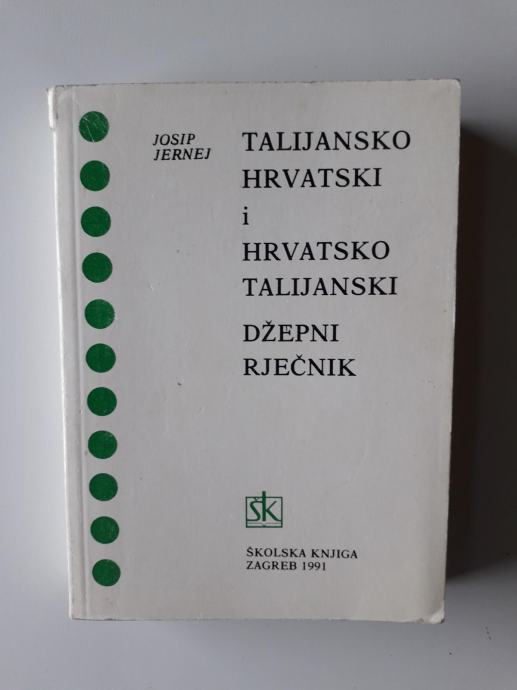 JOSIP
JERNEJ
TALIJANSKO
HRVATSKI
i
HRVATSKO
TALIJANSKI
DŽEPNI
RJEČNIK
ŠK
ŠKOLSKA KNJIGA
ZAGREB 1991